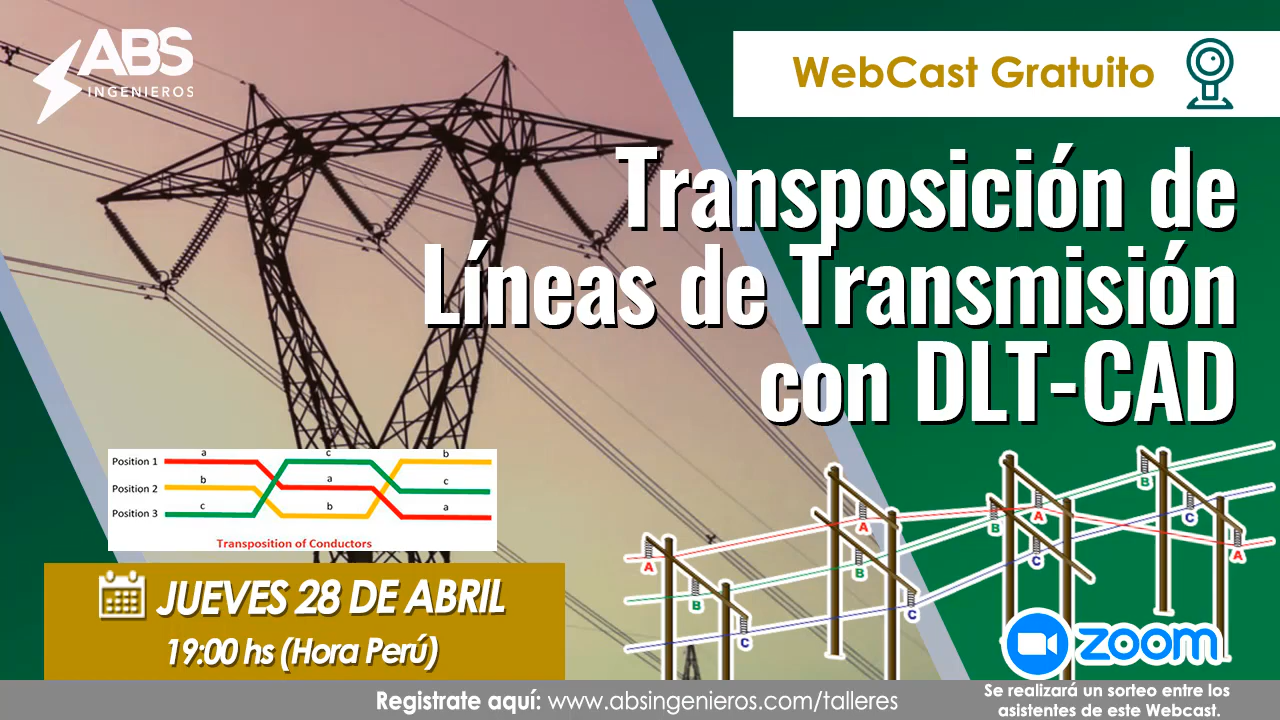 ABS
INGENIEROS
WebCast Gratuito
Transposición de
Líneas de Transmisión
con DLT-CAD
a c b
Position 1
b a c
Position 2
c b a
Position 3
Transposition of Conductors
A B C
A B C
B A C
B C A
JUEVES 28 DE ABRIL
19:00 hs (Hora Perú)
zoom
Registrate aquí: www.absingenieros.com/talleres
Se realizará un sorteo entre los
asistentes de este Webcast.